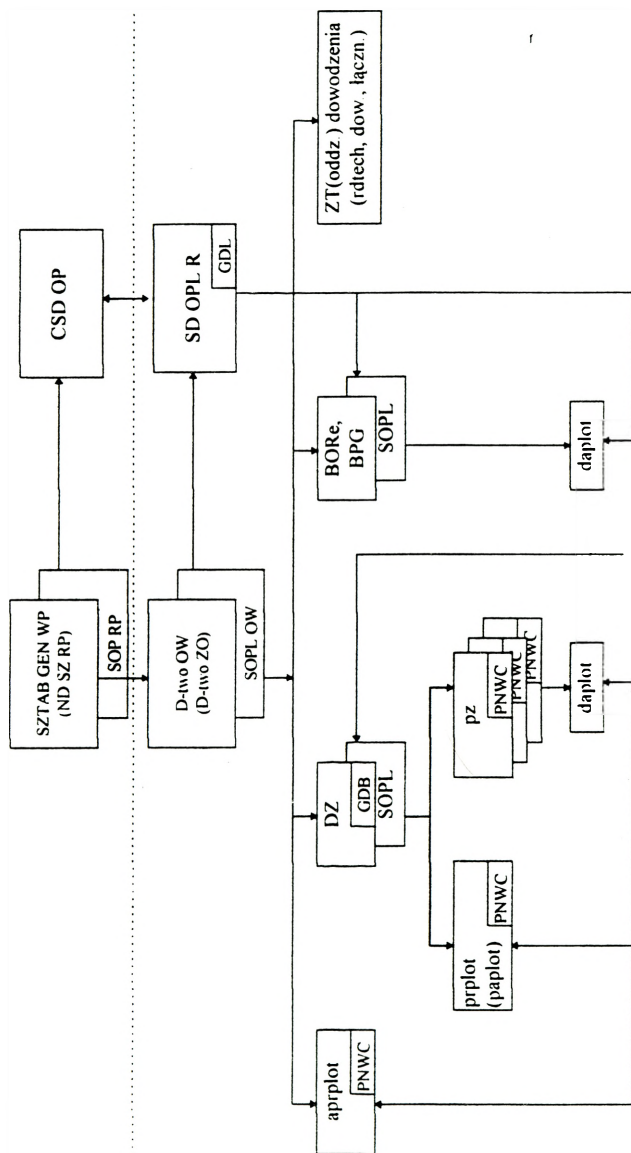 SZTAB GEN WP
(ND SZ RP)
SOP RP
CSD OP
D-two OW
(D-two ZO)
SOPL OW
SD OPL R
GDL
aprplot
PNWC
DZ
GDB
SOPL
BORe,
BPG
SOPL
ZT(oddz.) dowodzenia
(rdtech, dow , łączn.)
prplot
(paplot)
PNWC
pz
PNWC
PNWC
PNWC
daplot
daplot